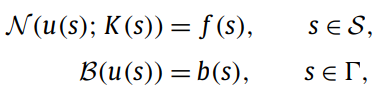 𝒩(u(s); K(s)) = f(s), s ∈ 𝒮,
ℬ(u(s)) = b(s), s ∈ Γ,